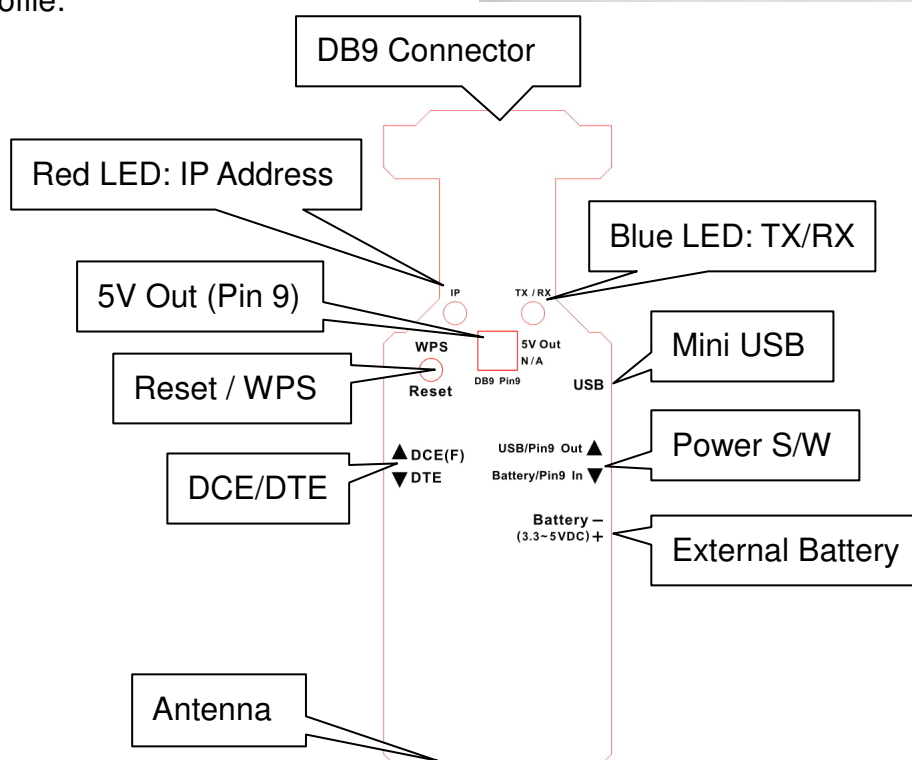 DB9 Connector
Red LED: IP Address
Blue LED: TX/RX
5V Out (Pin 9)
IP
TX / RX
WPS
5V Out
N/A
DB9 Pin9
Reset
USB
Mini USB
Reset / WPS
DCE(F)
DTE
USB/Pin9 Out
Battery/Pin9 In
Power S/W
DCE/DTE
Battery −
(3.3~5VDC) +
External Battery
Antenna